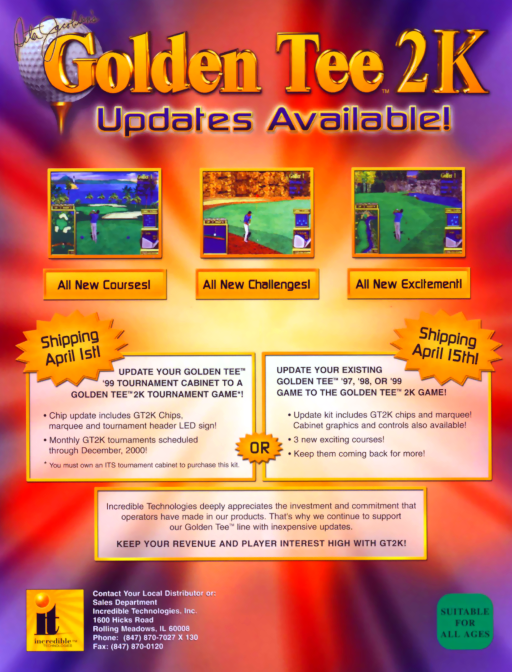 Peter Jacobsen's
Golden Tee 2K™
Updates Available!
All New Courses!
All New Challenges!
All New Excitement!
Shipping
April 1st!
UPDATE YOUR GOLDEN TEE™
'99 TOURNAMENT CABINET TO A
GOLDEN TEE™ 2K TOURNAMENT GAME*!
• Chip update includes GT2K Chips,
marquee and tournament header LED sign!
• Monthly GT2K tournaments scheduled
through December, 2000!
* You must own an ITS tournament cabinet to purchase this kit.
OR
Shipping
April 15th!
UPDATE YOUR EXISTING
GOLDEN TEE™ '97, '98, OR '99
GAME TO THE GOLDEN TEE™ 2K GAME!
• Update kit includes GT2K chips and marquee!
Cabinet graphics and controls also available!
• 3 new exciting courses!
• Keep them coming back for more!
Incredible Technologies deeply appreciates the investment and commitment that
operators have made in our products. That's why we continue to support
our Golden Tee™ line with inexpensive updates.
KEEP YOUR REVENUE AND PLAYER INTEREST HIGH WITH GT2K!
it
incredible™
TECHNOLOGIES
Contact Your Local Distributor or:
Sales Department
Incredible Technologies, Inc.
1600 Hicks Road
Rolling Meadows, IL 60008
Phone: (847) 870-7027 X 130
Fax: (847) 870-0120
SUITABLE
FOR
ALL AGES